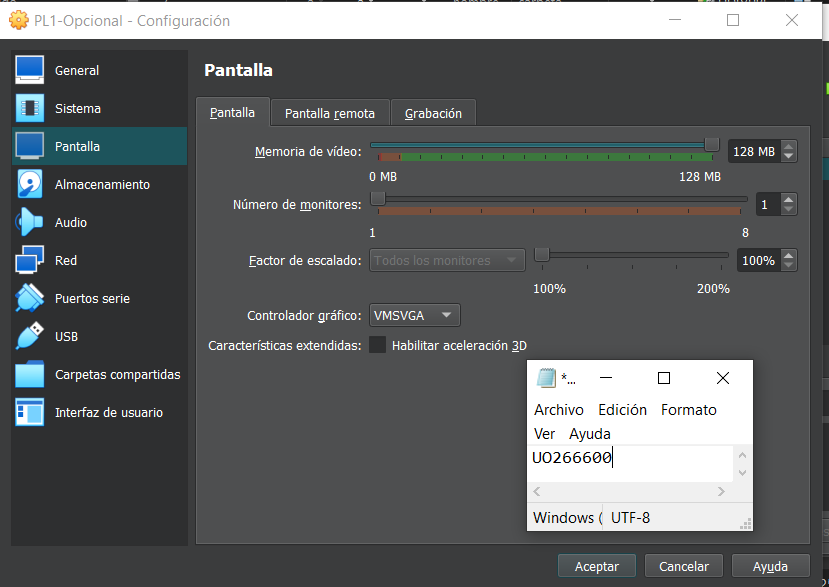 PL1-Opcional - Configuración
General
Sistema
Pantalla
Almacenamiento
Audio
Red
Puertos serie
USB
Carpetas compartidas
Interfaz de usuario
Pantalla
Pantalla Pantalla remota Grabación
Memoria de vídeo: 128 MB
0 MB 128 MB
Número de monitores: 1
1 8
Factor de escalado: Todos los monitores 100%
100% 200%
Controlador gráfico: VMSVGA
Características extendidas: Habilitar aceleración 3D
*...
Archivo Edición Formato
Ver Ayuda
UO266600
Windows ( UTF-8
Aceptar Cancelar Ayuda